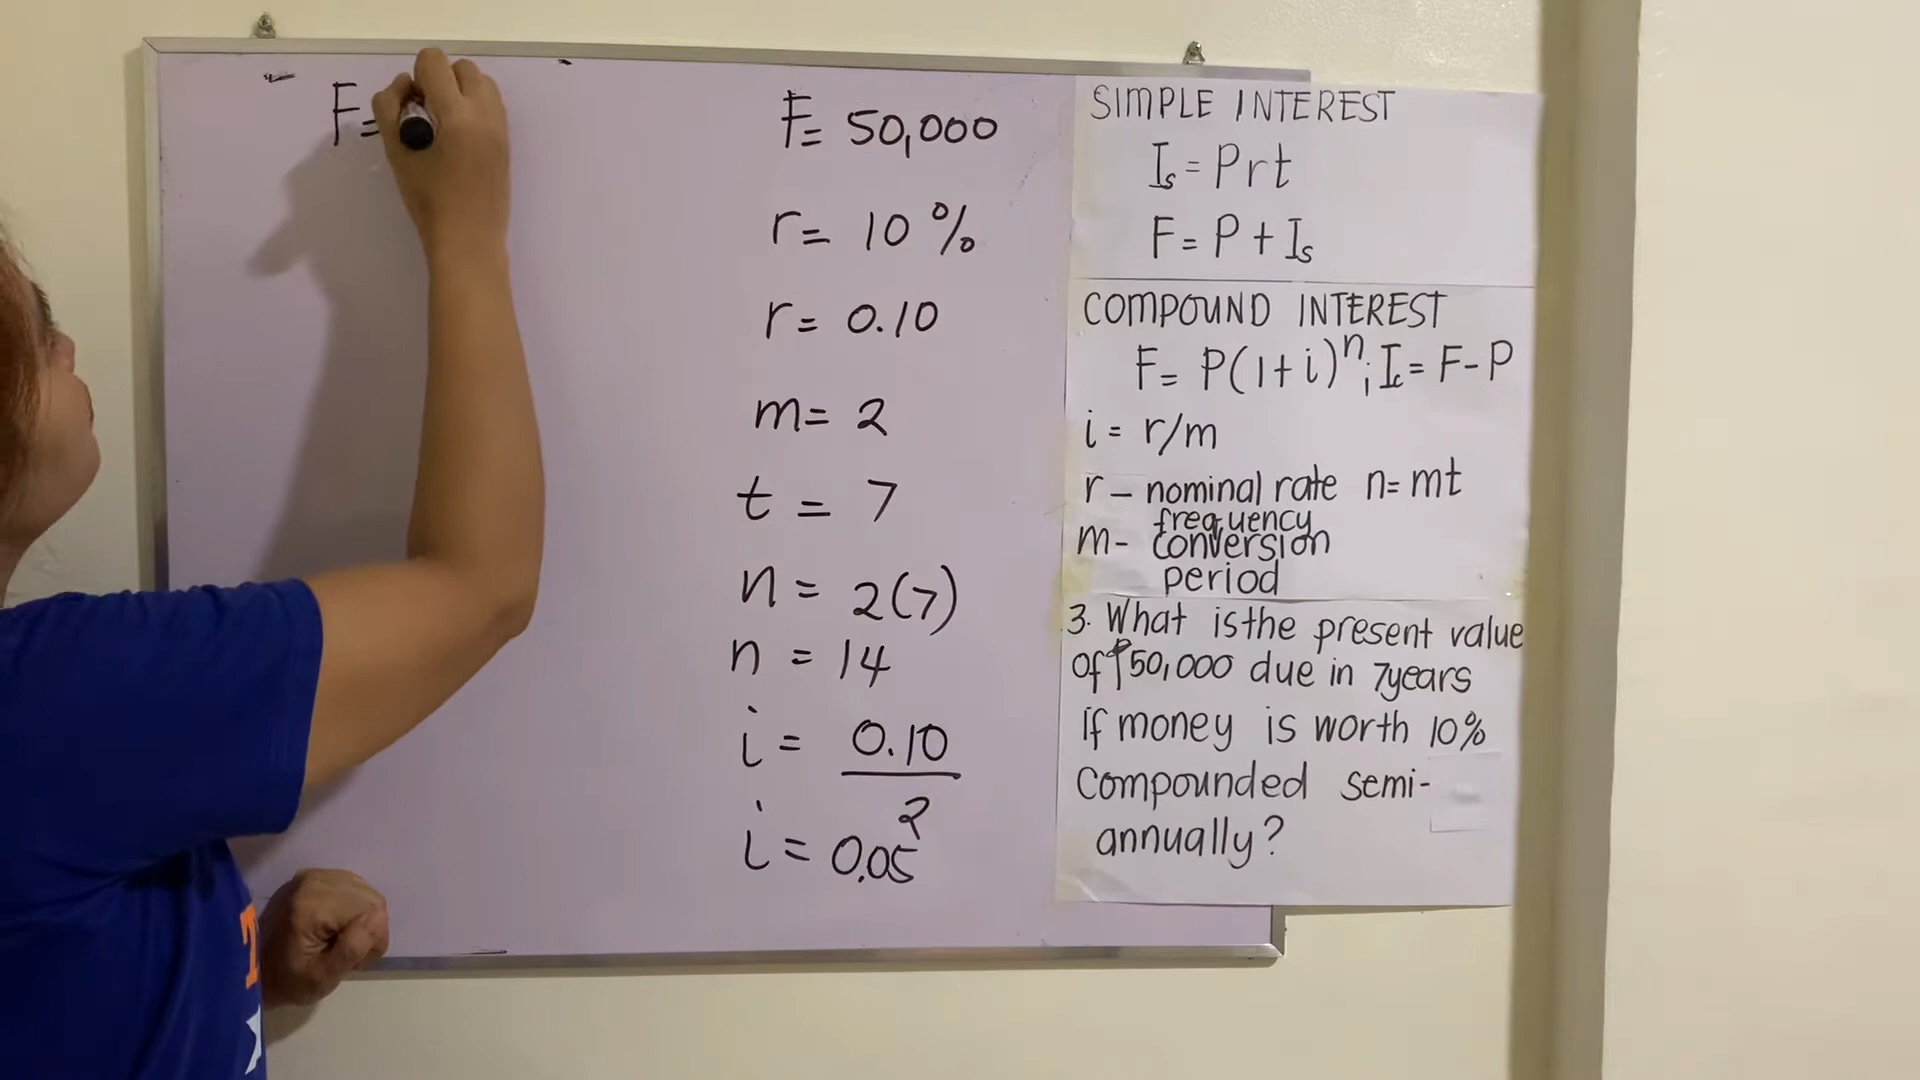 F=
F= 50,000
r= 10 %
r= 0.10
m= 2
t = 7
n= 2(7)
n = 14
i = 0.10
2
i = 0.05
SIMPLE INTEREST
Is = Prt
F= P + Is
COMPOUND INTEREST
F= P(1+i)^n; Ic= F-P
i = r/m
r - nominal rate n=mt
frequency
m- conversion
period
3. What is the present value
of ₱50,000 due in 7 years
if money is worth 10%
compounded semi-
annually?
T